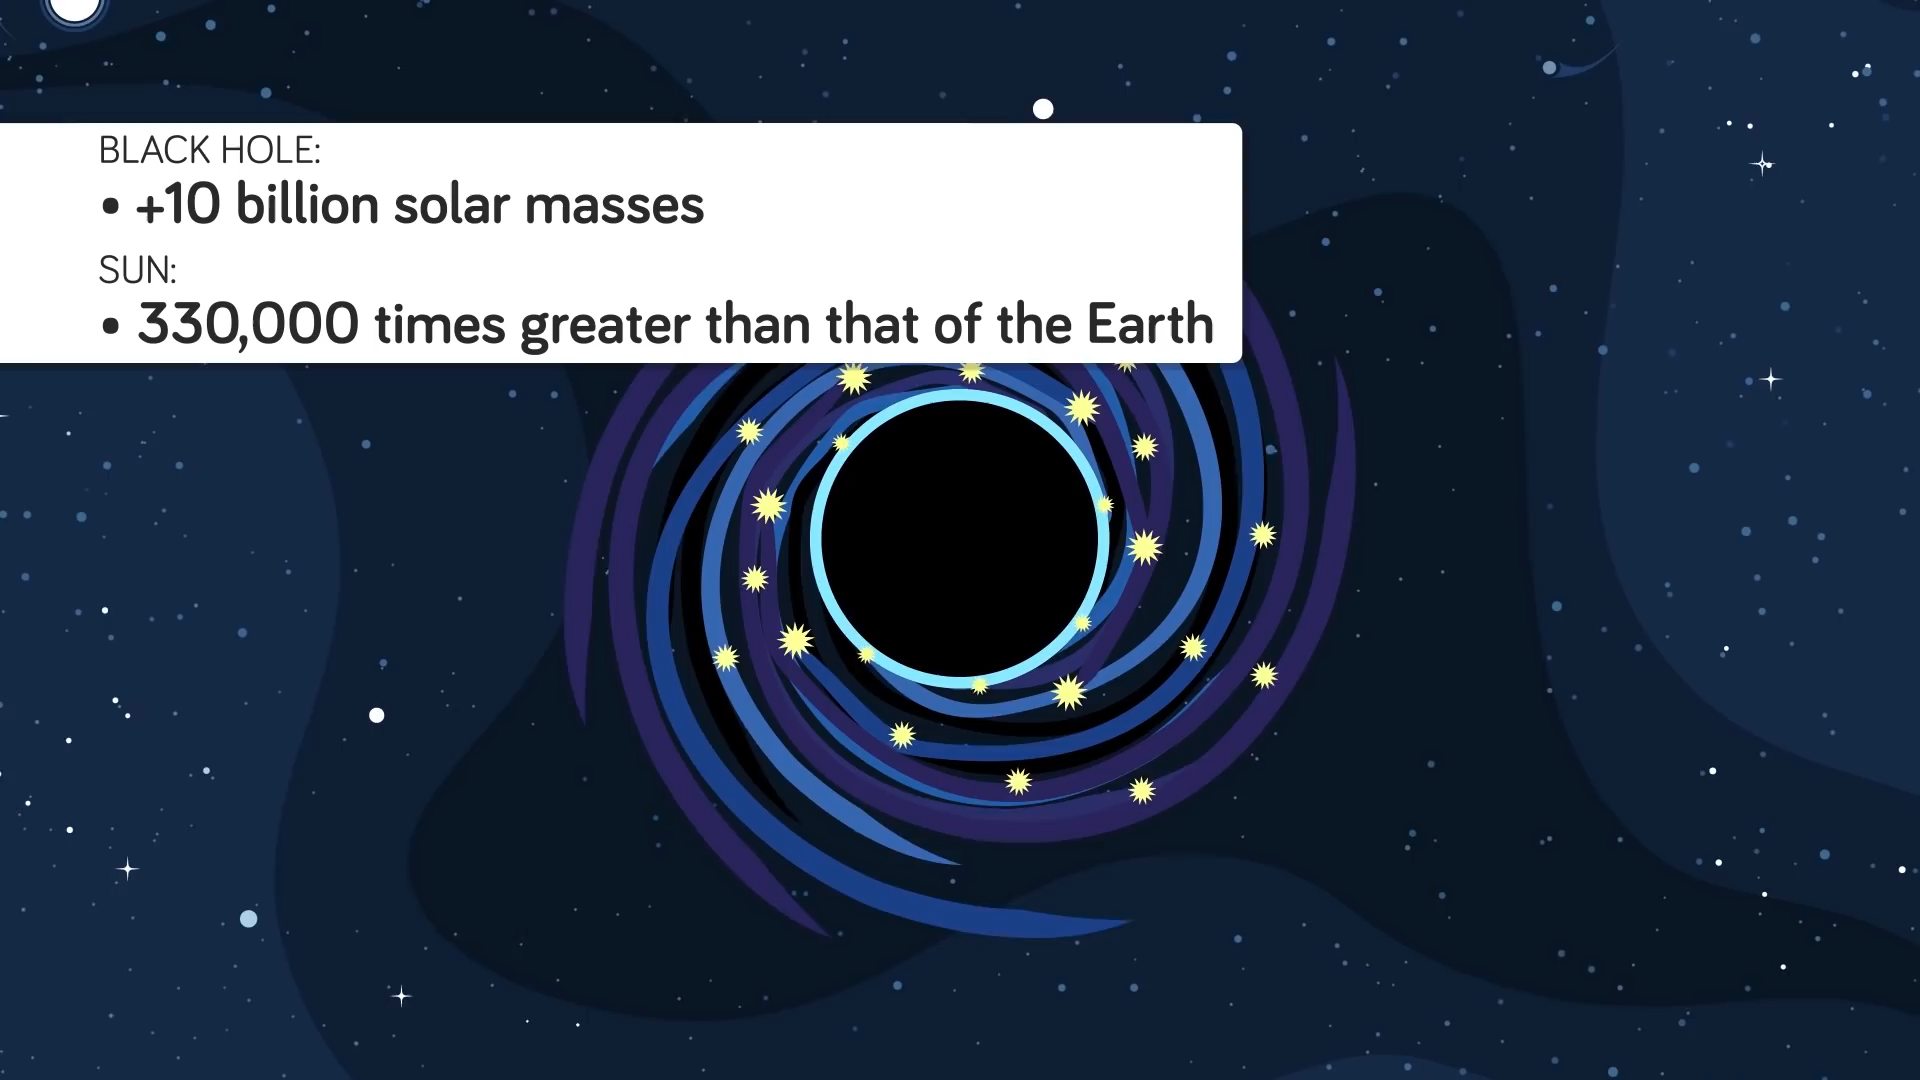 BLACK HOLE:
• +10 billion solar masses
SUN:
• 330,000 times greater than that of the Earth